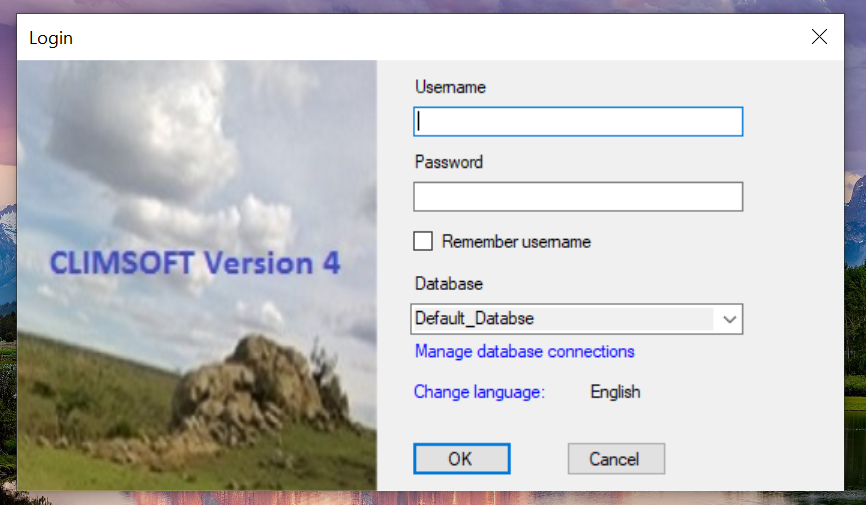 Login
CLIMSOFT Version 4
Username
Password
Remember username
Database
Default_Databse
Manage database connections
Change language: English
OK Cancel